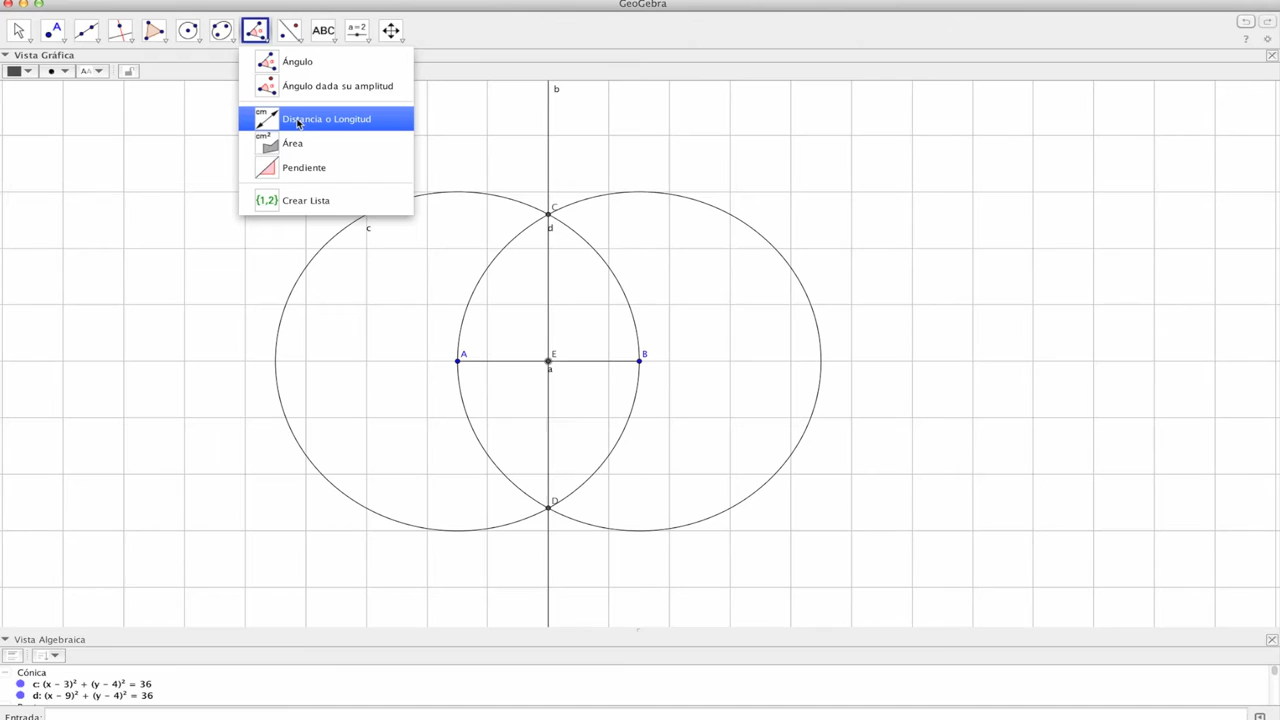 GeoGebra
ABC
a=2
?
Vista Gráfica
AA
Ángulo
Ángulo dada su amplitud
cm
Distancia o Longitud
cm²
Área
Pendiente
{1,2} Crear Lista
b
C
c
d
A
E
B
a
D
Vista Algebraica
Cónica
c: (x – 3)² + (y – 4)² = 36
d: (x – 9)² + (y – 4)² = 36
Entrada: